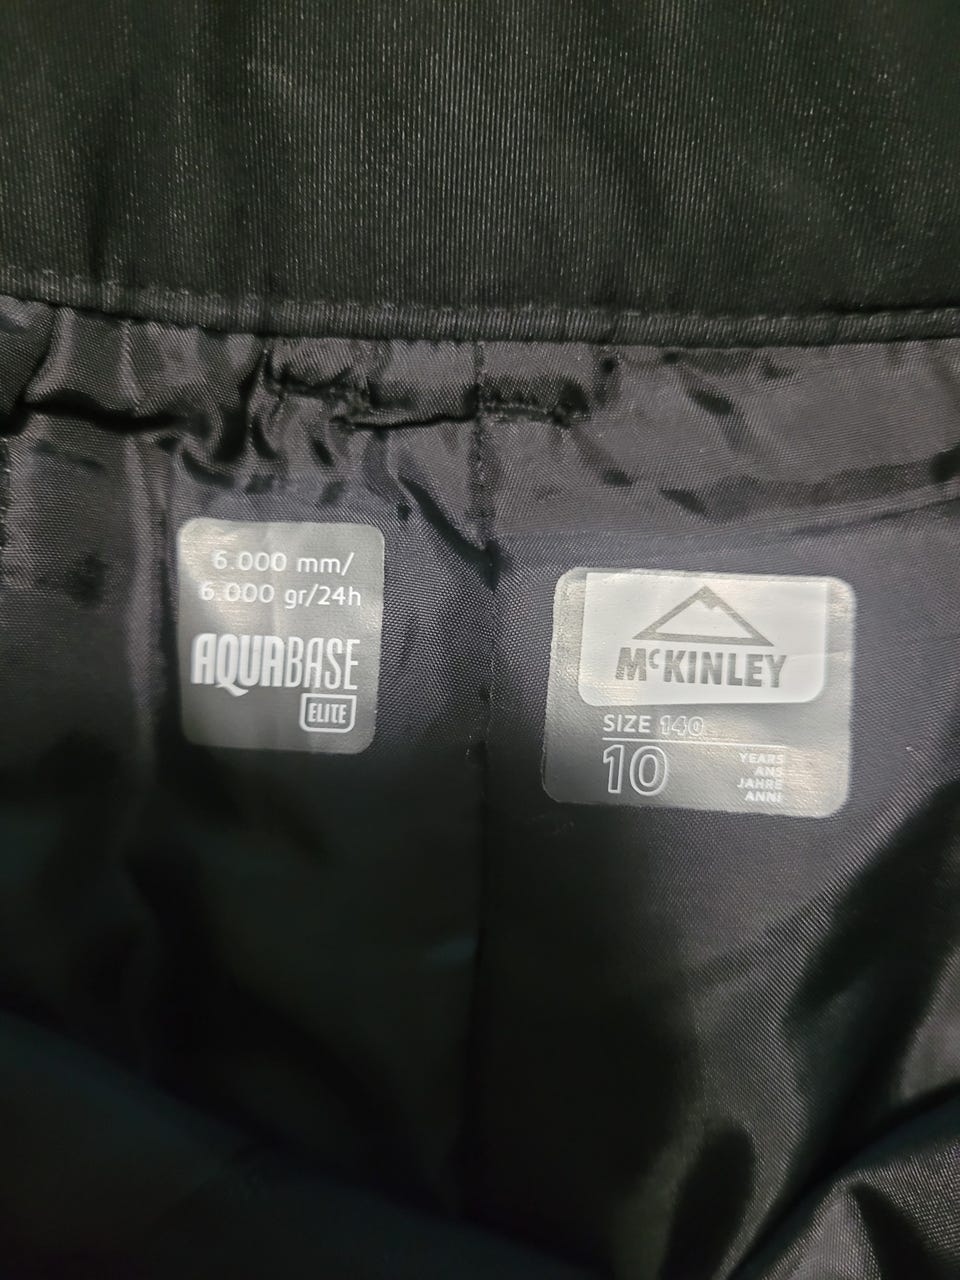 6.000 mm/
6.000 gr/24h
AQUABASE
ELITE
McKINLEY
SIZE 140
10
YEARS
ANS
JAHRE
ANNI